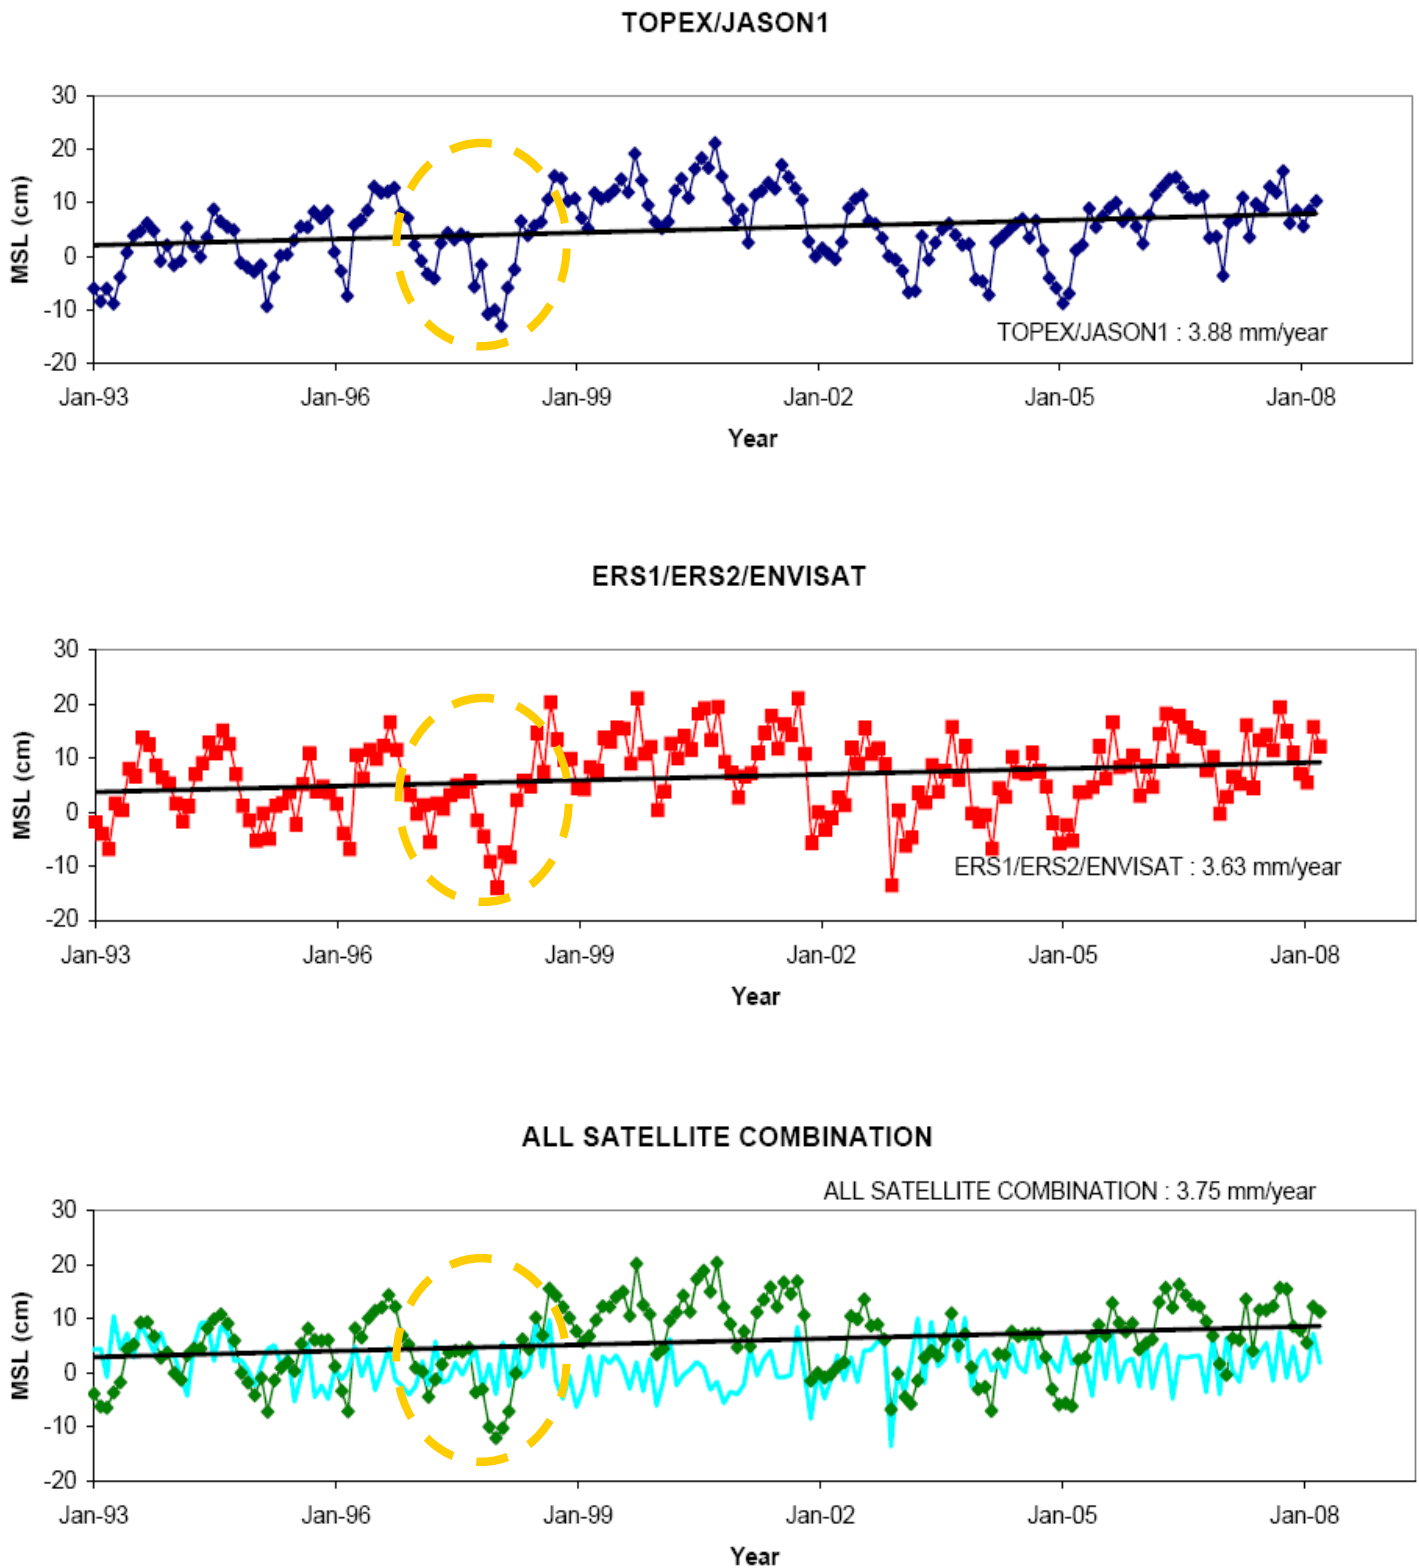 TOPEX/JASON1
30
20
10
0
-10
-20
MSL (cm)
TOPEX/JASON1 : 3.88 mm/year
Jan-93 Jan-96 Jan-99 Jan-02 Jan-05 Jan-08
Year
ERS1/ERS2/ENVISAT
30
20
10
0
-10
-20
MSL (cm)
ERS1/ERS2/ENVISAT : 3.63 mm/year
Jan-93 Jan-96 Jan-99 Jan-02 Jan-05 Jan-08
Year
ALL SATELLITE COMBINATION
ALL SATELLITE COMBINATION : 3.75 mm/year
30
20
10
0
-10
-20
MSL (cm)
Jan-93 Jan-96 Jan-99 Jan-02 Jan-05 Jan-08
Year